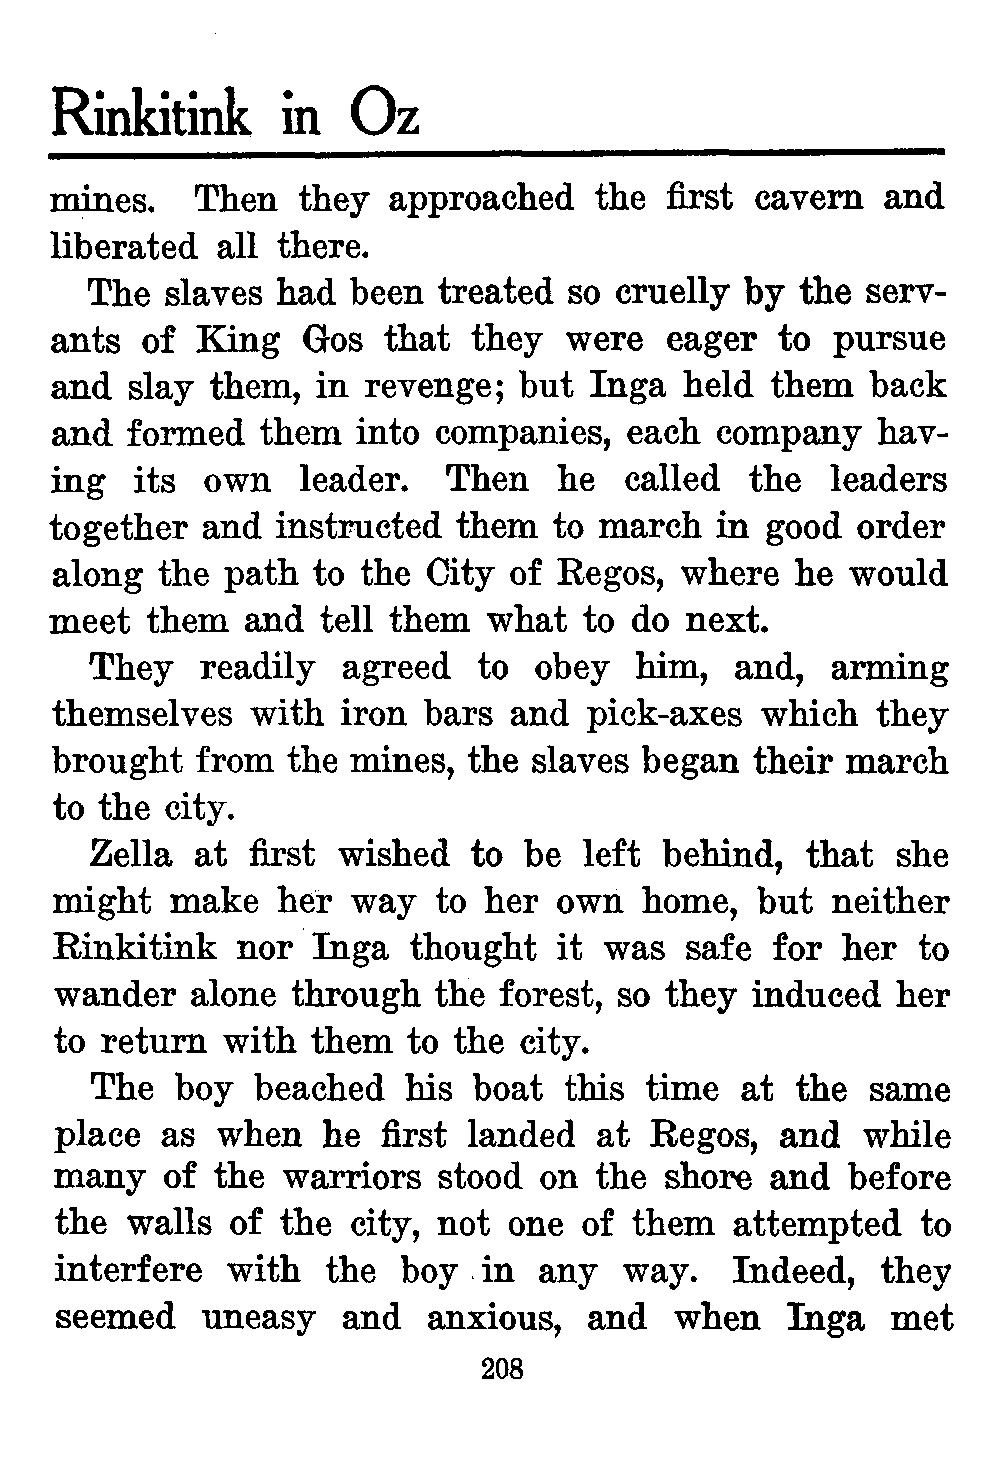 Rinkitink in Oz
mines. Then they approached the first cavern and
liberated all there.
The slaves had been treated so cruelly by the serv-
ants of King Gos that they were eager to pursue
and slay them, in revenge; but Inga held them back
and formed them into companies, each company hav-
ing its own leader. Then he called the leaders
together and instructed them to march in good order
along the path to the City of Regos, where he would
meet them and tell them what to do next.
They readily agreed to obey him, and, arming
themselves with iron bars and pick-axes which they
brought from the mines, the slaves began their march
to the city.
Zella at first wished to be left behind, that she
might make her way to her own home, but neither
Rinkitink nor Inga thought it was safe for her to
wander alone through the forest, so they induced her
to return with them to the city.
The boy beached his boat this time at the same
place as when he first landed at Regos, and while
many of the warriors stood on the shore and before
the walls of the city, not one of them attempted to
interfere with the boy in any way. Indeed, they
seemed uneasy and anxious, and when Inga met
208